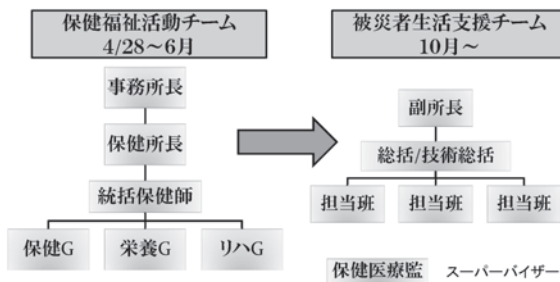 保健福祉活動チーム
4/28～6月
事務所長
保健所長
統括保健師
保健G
栄養G
リハG
被災者生活支援チーム
10月～
副所長
総括/技術総括
担当班
担当班
担当班
保健医療監
スーパーバイザー